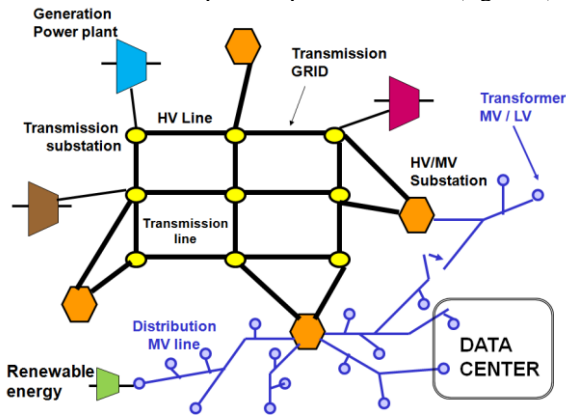 Generation
Power plant
Transmission
GRID
HV Line
Transmission
substation
Transformer
MV / LV
HV/MV
Substation
Transmission
line
Distribution
MV line
Renewable
energy
DATA
CENTER